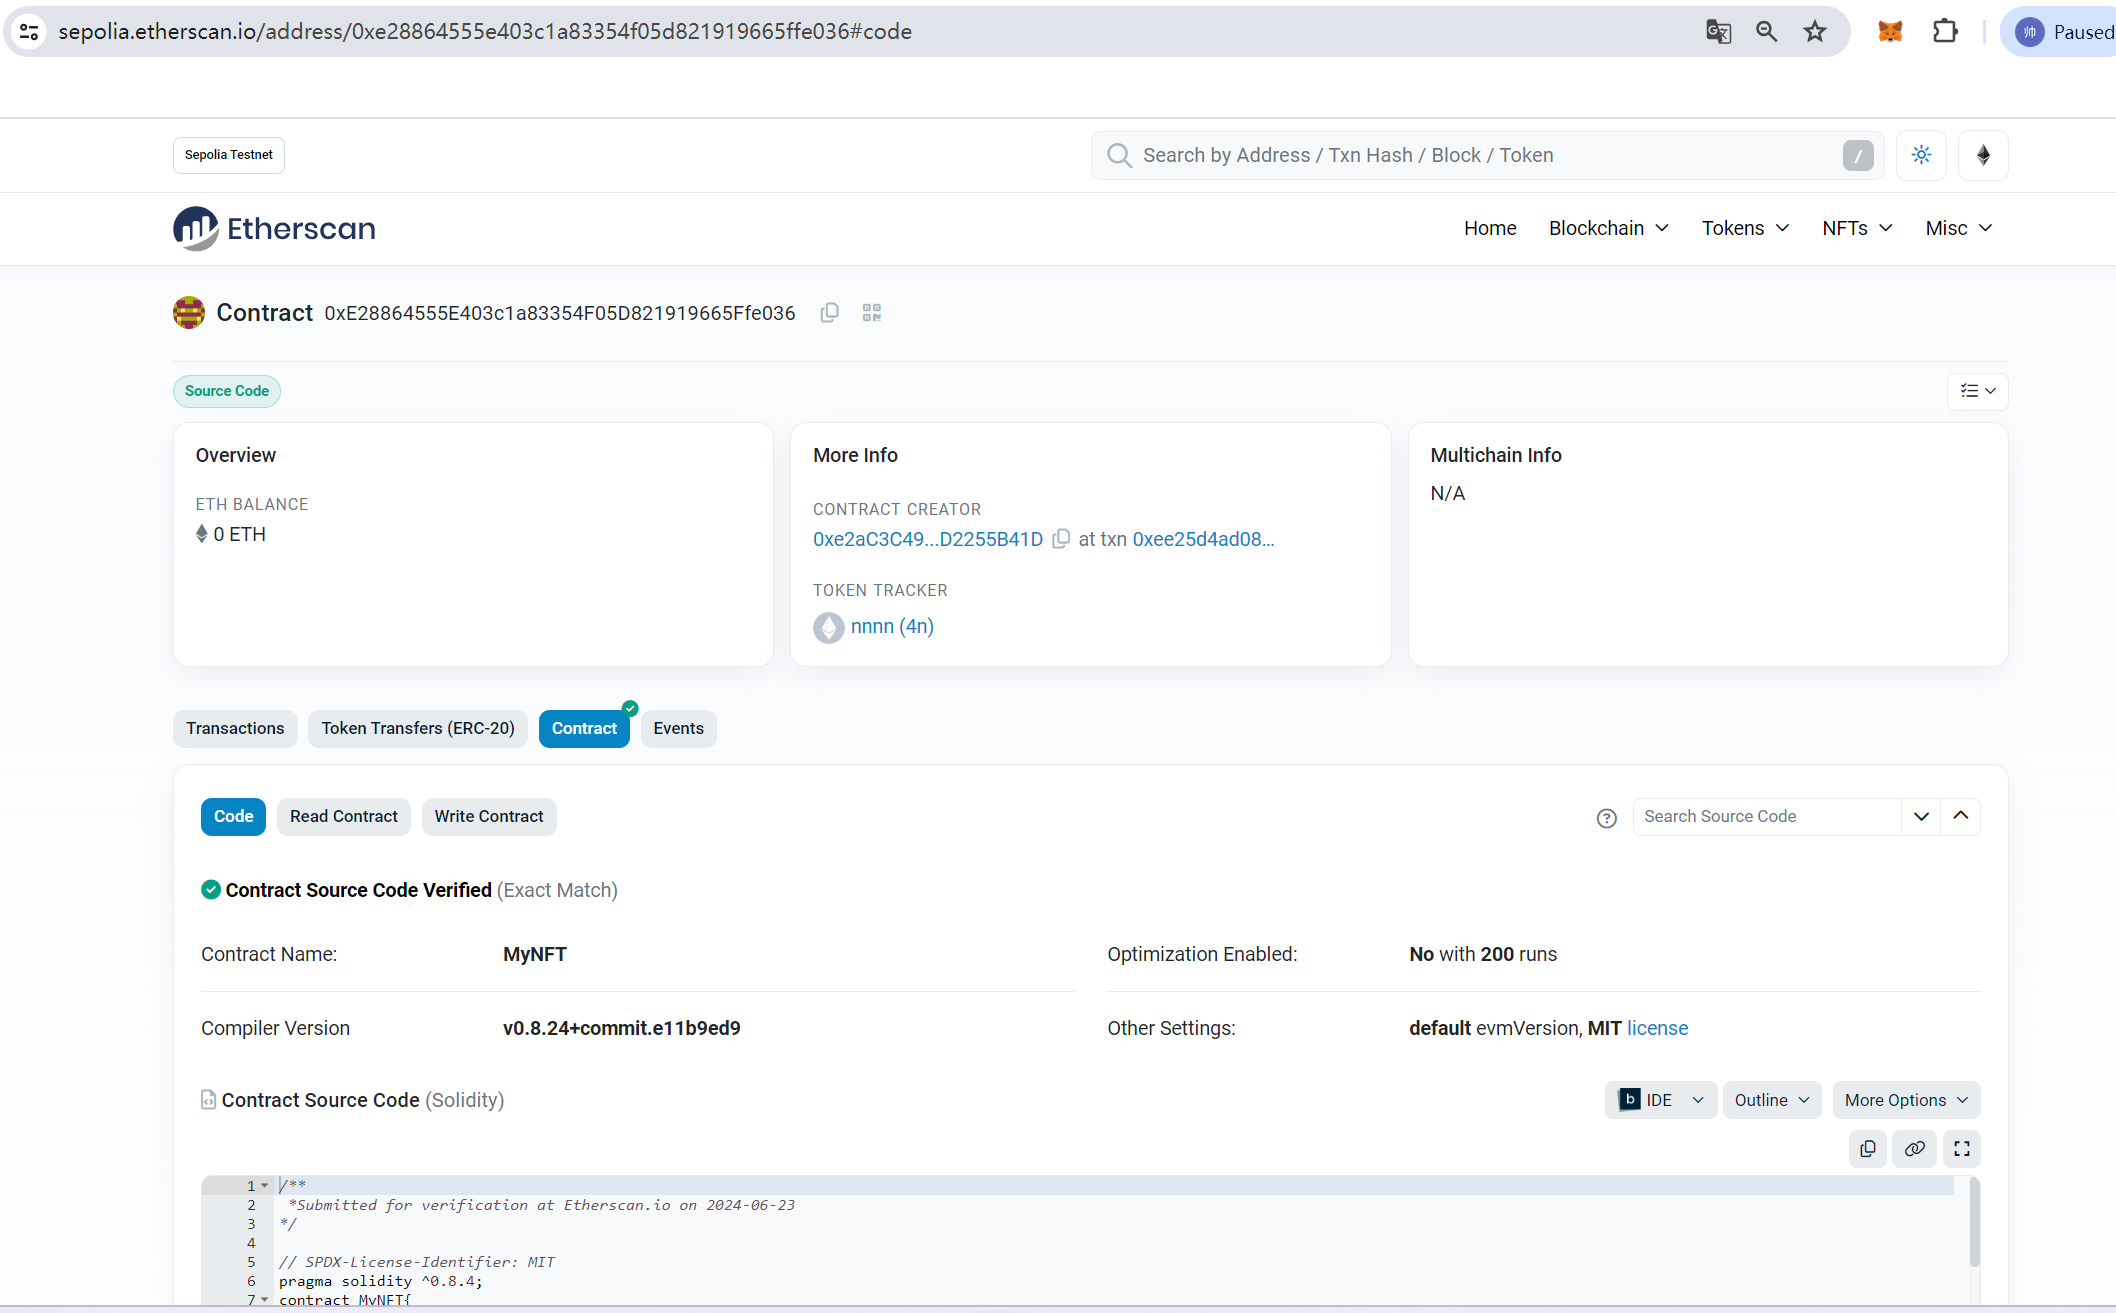 sepolia.etherscan.io/address/0xe28864555e403c1a83354f05d821919665ffe036#code
帅 Paused
Sepolia Testnet
Search by Address / Txn Hash / Block / Token
/
Etherscan
Home Blockchain Tokens NFTs Misc
Contract 0xE28864555E403c1a83354F05D821919665Ffe036
Source Code
Overview
ETH BALANCE
0 ETH
More Info
CONTRACT CREATOR
0xe2aC3C49...D2255B41D at txn 0xee25d4ad08...
TOKEN TRACKER
nnnn (4n)
Multichain Info
N/A
Transactions Token Transfers (ERC-20) Contract Events
Code Read Contract Write Contract
? Search Source Code
Contract Source Code Verified (Exact Match)
Contract Name: MyNFT
Optimization Enabled: No with 200 runs
Compiler Version v0.8.24+commit.e11b9ed9
Other Settings: default evmVersion, MIT license
Contract Source Code (Solidity)
b IDE Outline More Options
1 /**
2 *Submitted for verification at Etherscan.io on 2024-06-23
3 */
4
5 // SPDX-License-Identifier: MIT
6 pragma solidity ^0.8.4;
7 contract MyNFT{